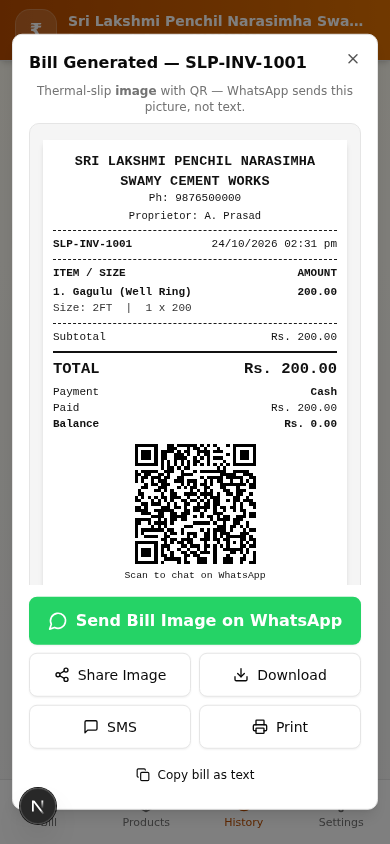 ₹
Sri Lakshmi Penchil Narasimha Swa...
Bill Generated — SLP-INV-1001
Thermal-slip image with QR — WhatsApp sends this
picture, not text.
SRI LAKSHMI PENCHIL NARASIMHA
SWAMY CEMENT WORKS
Ph: 9876500000
Proprietor: A. Prasad
SLP-INV-1001 24/10/2026 02:31 pm
ITEM / SIZE AMOUNT
1. Gagulu (Well Ring) 200.00
Size: 2FT | 1 x 200
Subtotal Rs. 200.00
TOTAL Rs. 200.00
Payment Cash
Paid Rs. 200.00
Balance Rs. 0.00
Scan to chat on WhatsApp
Send Bill Image on WhatsApp
Share Image Download
SMS Print
Copy bill as text
N
Bill Products History Settings